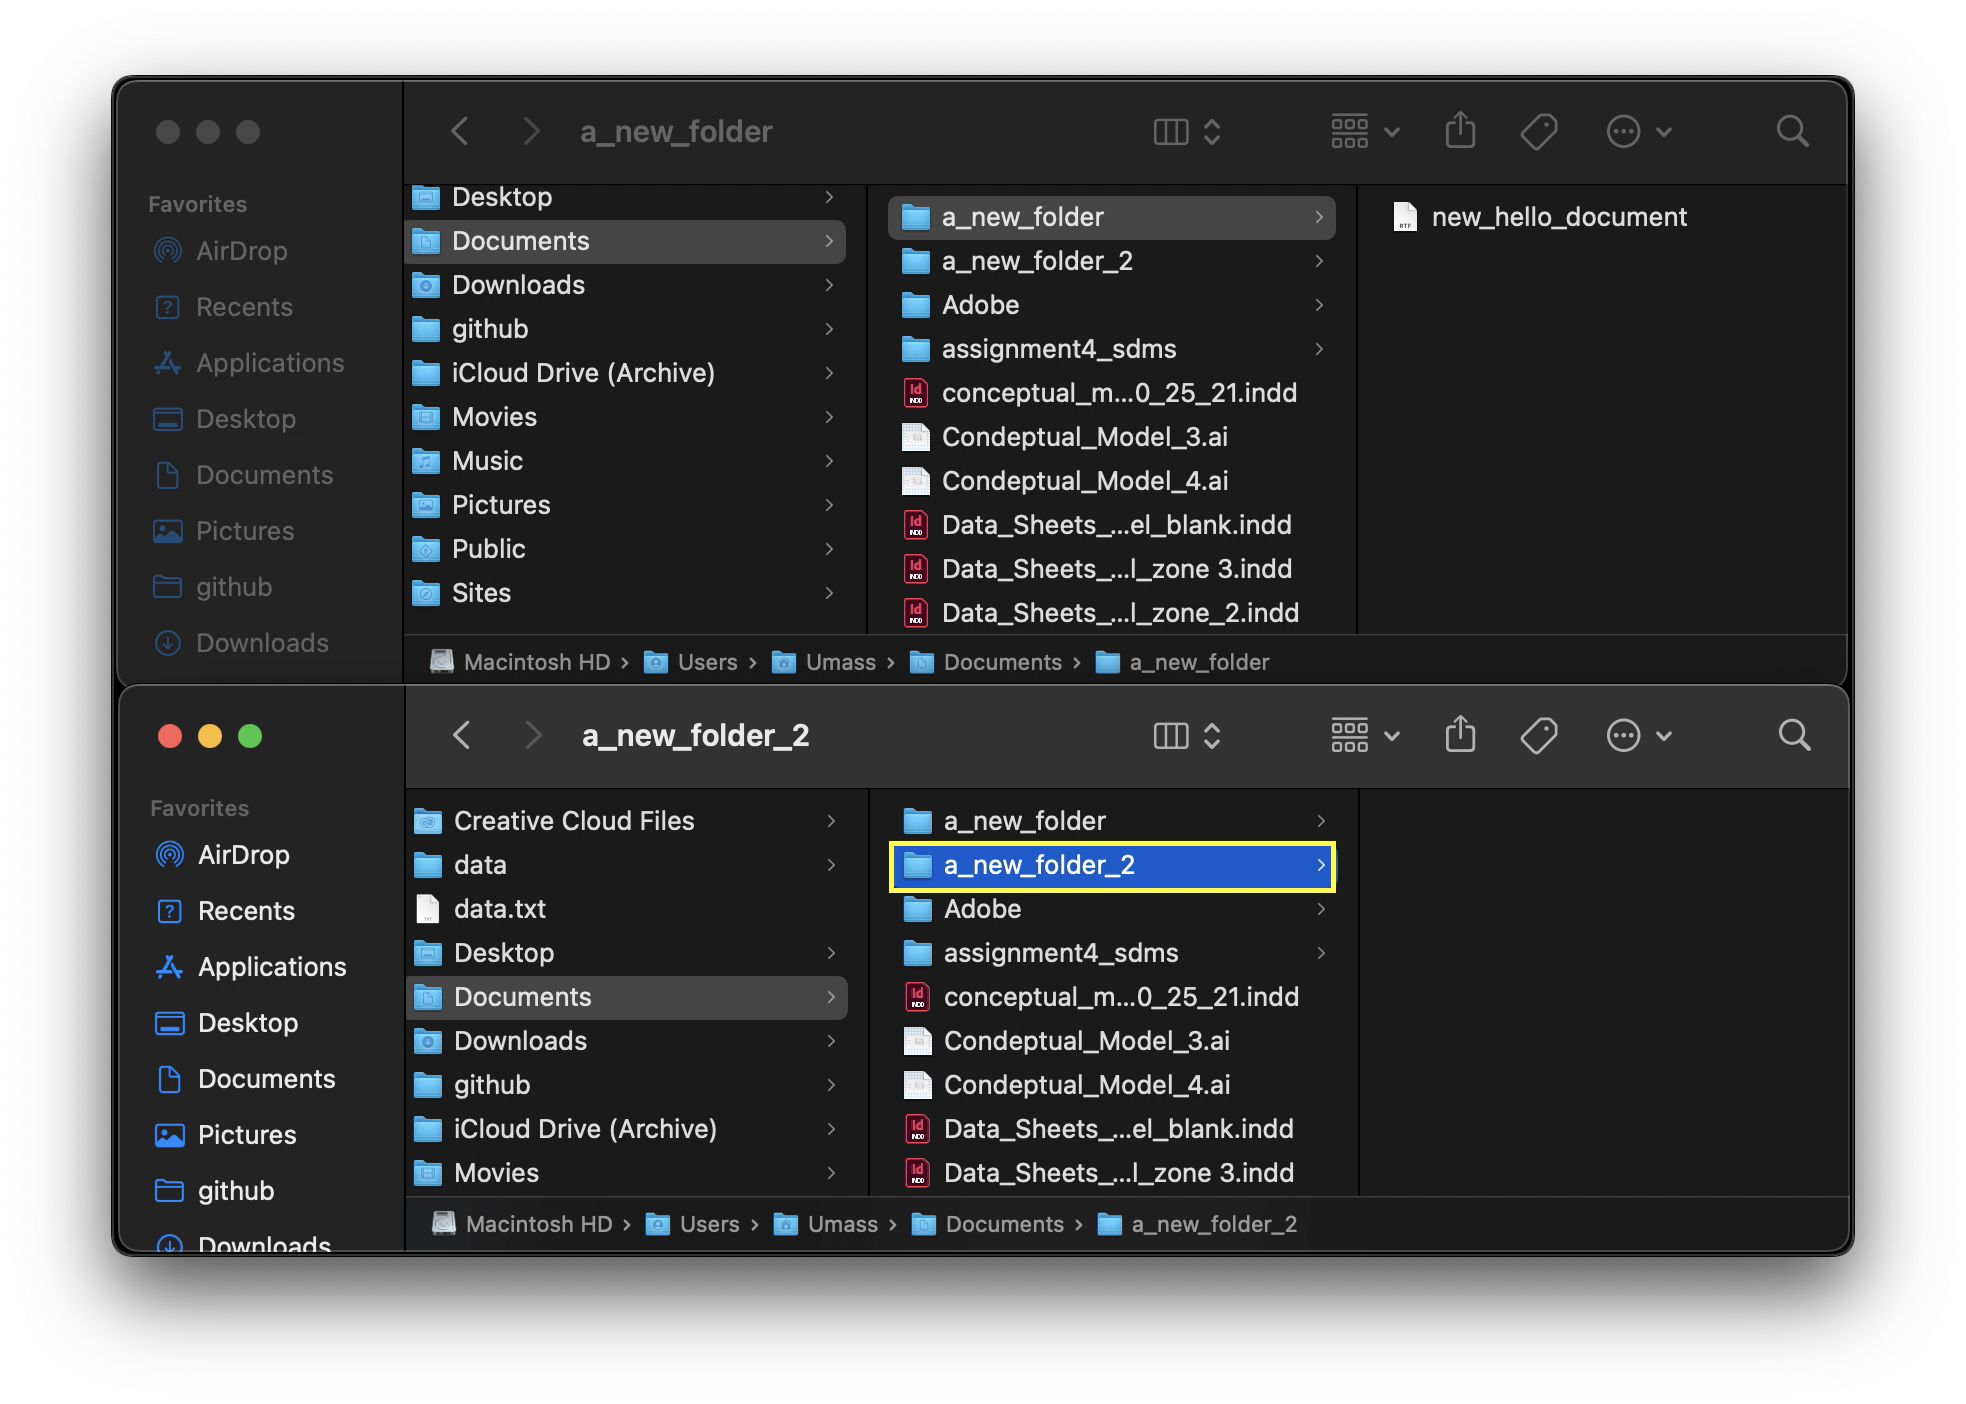 a_new_folder
Favorites
AirDrop
Recents
Applications
Desktop
Documents
Pictures
github
Downloads
Desktop
Documents
Downloads
github
iCloud Drive (Archive)
Movies
Music
Pictures
Public
Sites
a_new_folder
a_new_folder_2
Adobe
assignment4_sdms
conceptual_m...0_25_21.indd
Condeptual_Model_3.ai
Condeptual_Model_4.ai
Data_Sheets_...el_blank.indd
Data_Sheets_...l_zone 3.indd
Data_Sheets_...l_zone_2.indd
new_hello_document
Macintosh HD › Users › Umass › Documents › a_new_folder
a_new_folder_2
Favorites
AirDrop
Recents
Applications
Desktop
Documents
Pictures
github
Downloads
Creative Cloud Files
data
data.txt
Desktop
Documents
Downloads
github
iCloud Drive (Archive)
Movies
a_new_folder
a_new_folder_2
Adobe
assignment4_sdms
conceptual_m...0_25_21.indd
Condeptual_Model_3.ai
Condeptual_Model_4.ai
Data_Sheets_...el_blank.indd
Data_Sheets_...l_zone 3.indd
Macintosh HD › Users › Umass › Documents › a_new_folder_2